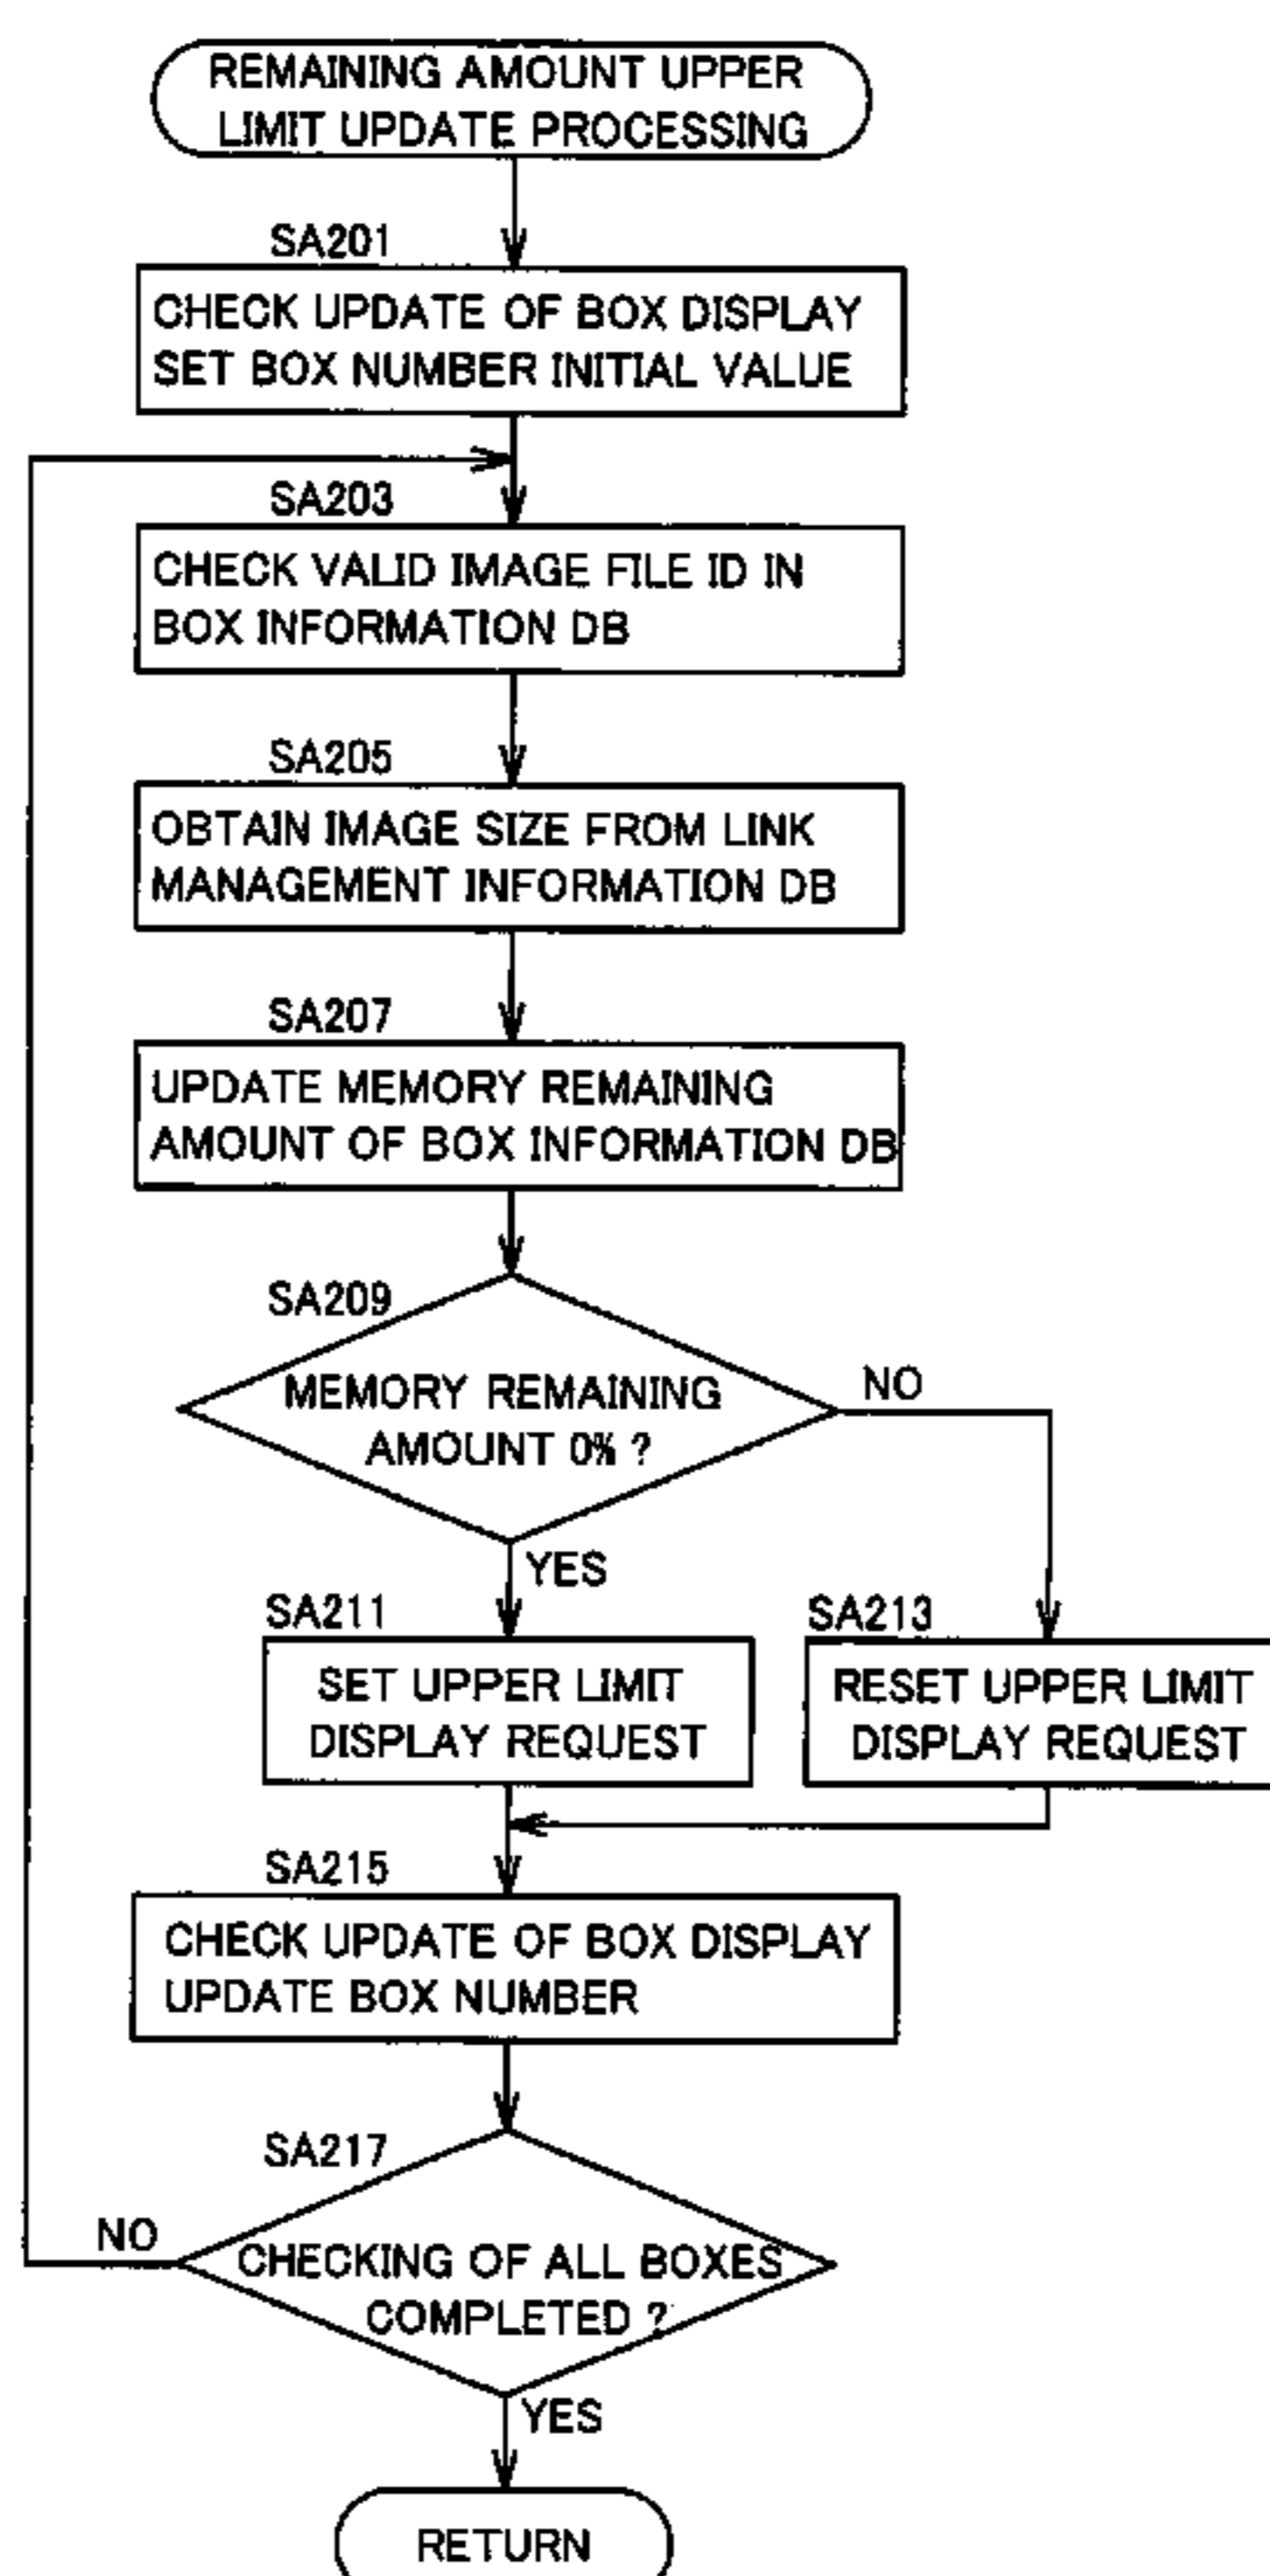 REMAINING AMOUNT UPPER
LIMIT UPDATE PROCESSING
SA201
CHECK UPDATE OF BOX DISPLAY
SET BOX NUMBER INITIAL VALUE
SA203
CHECK VALID IMAGE FILE ID IN
BOX INFORMATION DB
SA205
OBTAIN IMAGE SIZE FROM LINK
MANAGEMENT INFORMATION DB
SA207
UPDATE MEMORY REMAINING
AMOUNT OF BOX INFORMATION DB
SA209
MEMORY REMAINING
AMOUNT 0% ?
NO
YES
SA211
SET UPPER LIMIT
DISPLAY REQUEST
SA213
RESET UPPER LIMIT
DISPLAY REQUEST
SA215
CHECK UPDATE OF BOX DISPLAY
UPDATE BOX NUMBER
SA217
NO
CHECKING OF ALL BOXES
COMPLETED ?
YES
RETURN